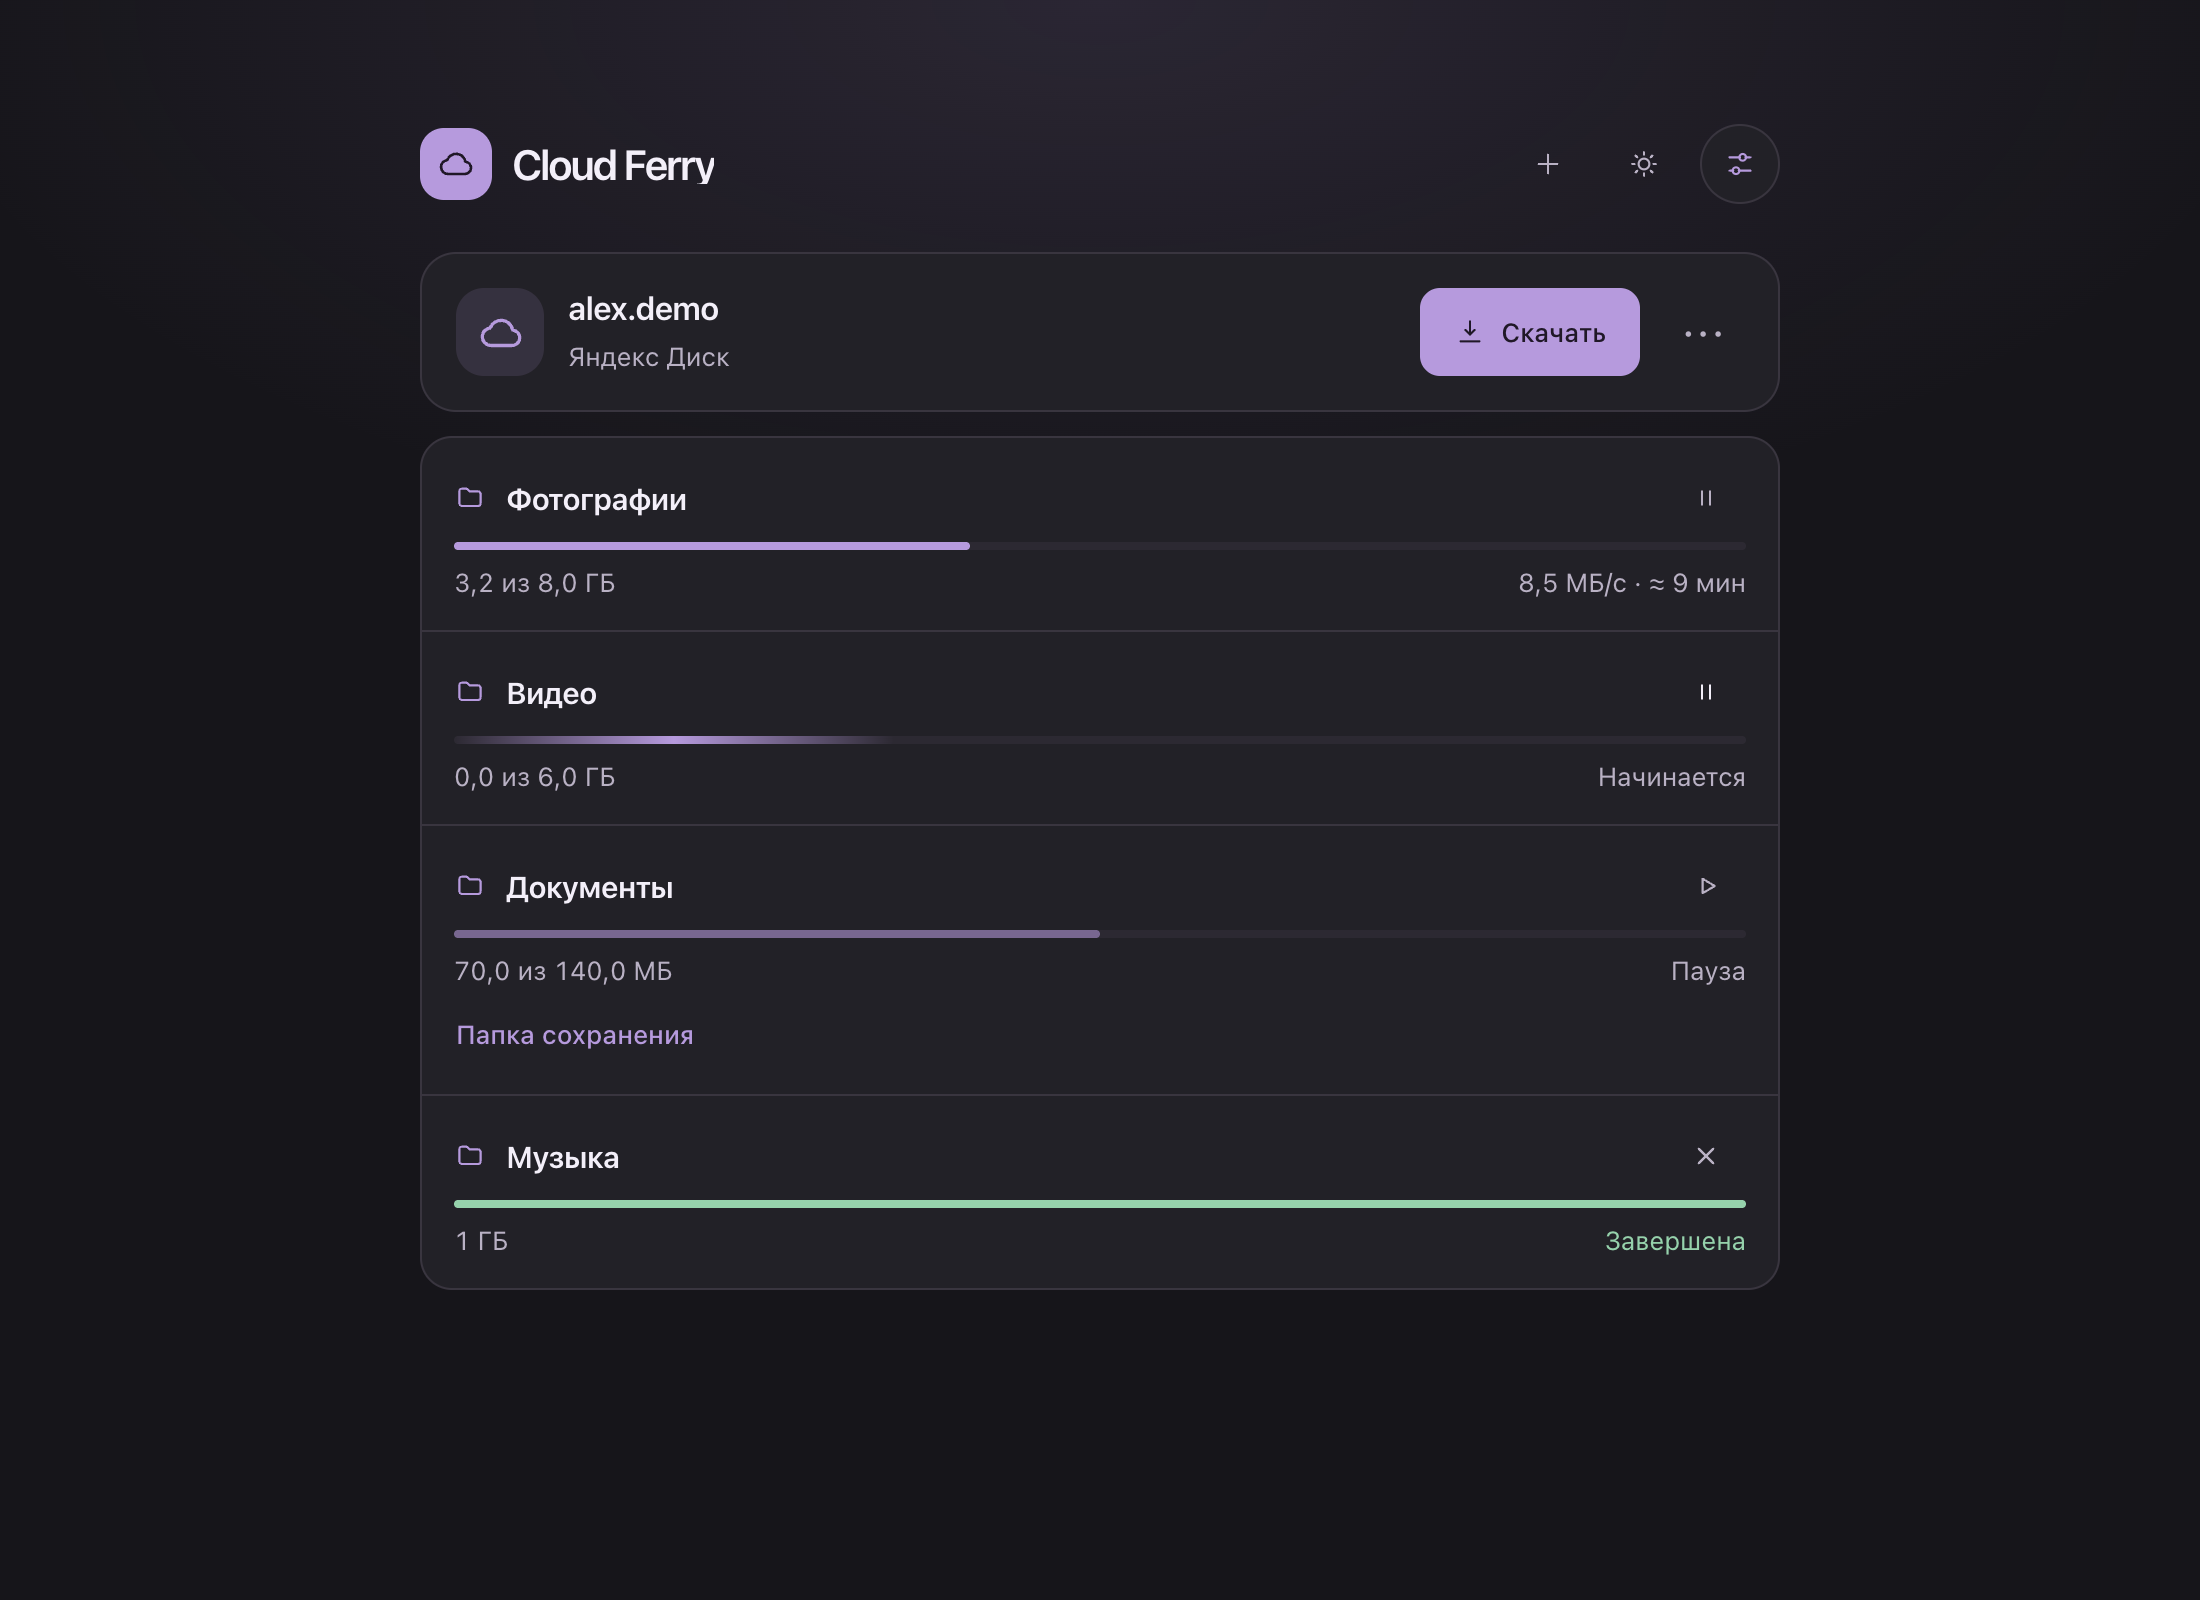 Cloud Ferry
alex.demo
Яндекс Диск
Скачать
Фотографии
3,2 из 8,0 ГБ
8,5 МБ/с · ≈ 9 мин
Видео
0,0 из 6,0 ГБ
Начинается
Документы
70,0 из 140,0 МБ
Пауза
Папка сохранения
Музыка
1 ГБ
Завершена